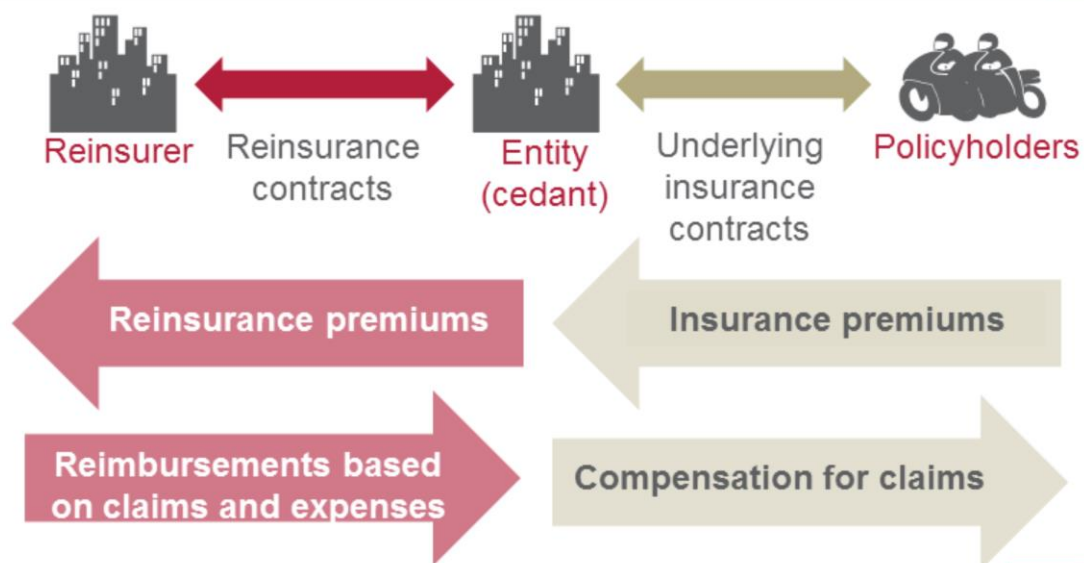 Reinsurer
Reinsurance
contracts
Entity
(cedant)
Underlying
insurance
contracts
Policyholders
Reinsurance premiums
Insurance premiums
Reimbursements based
on claims and expenses
Compensation for claims